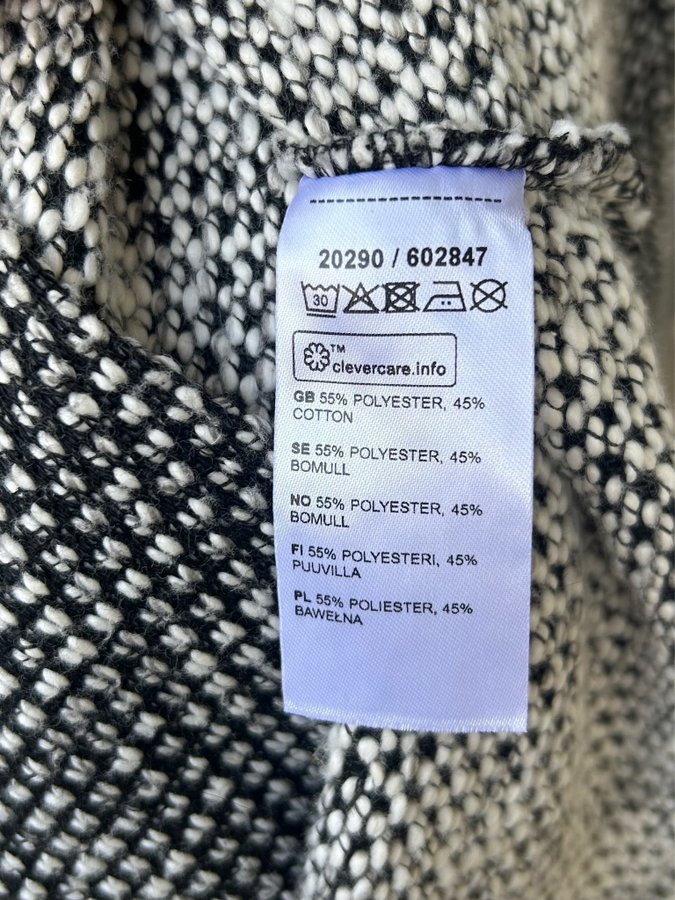 20290 / 602847
30
TM
clevercare.info
GB 55% POLYESTER, 45%
COTTON
SE 55% POLYESTER, 45%
BOMULL
NO 55% POLYESTER, 45%
BOMULL
FI 55% POLYESTERI, 45%
PUUVILLA
PL 55% POLIESTER, 45%
BAWEŁNA